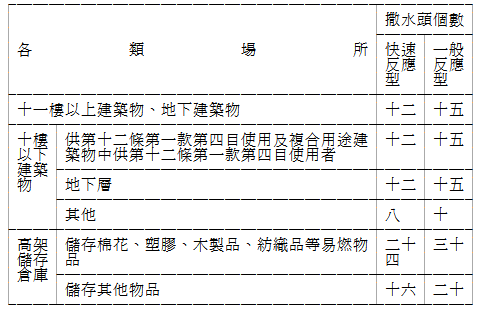 撒水頭個數
各類場所
快速反應型
一般反應型
十一樓以上建築物、地下建築物
十二
十五
十樓以下建築物
供第十二條第一款第四目使用及複合用途建
築物中供第十二條第一款第四目使用者
十二
十五
地下層
十二
十五
其他
八
十
高架儲存倉庫
儲存棉花、塑膠、木製品、紡織品等易燃物
品
二十四
三十
儲存其他物品
十六
二十